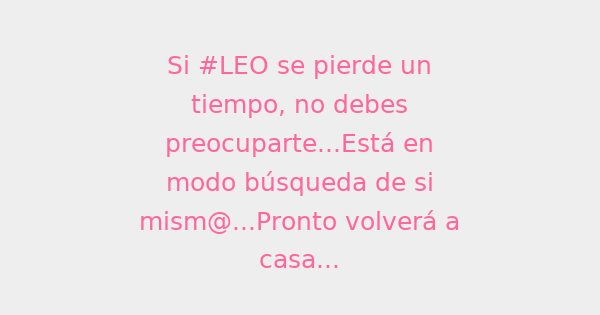 Si #LEO se pierde un
tiempo, no debes
preocuparte...Está en
modo búsqueda de si
mism@...Pronto volverá a
casa...